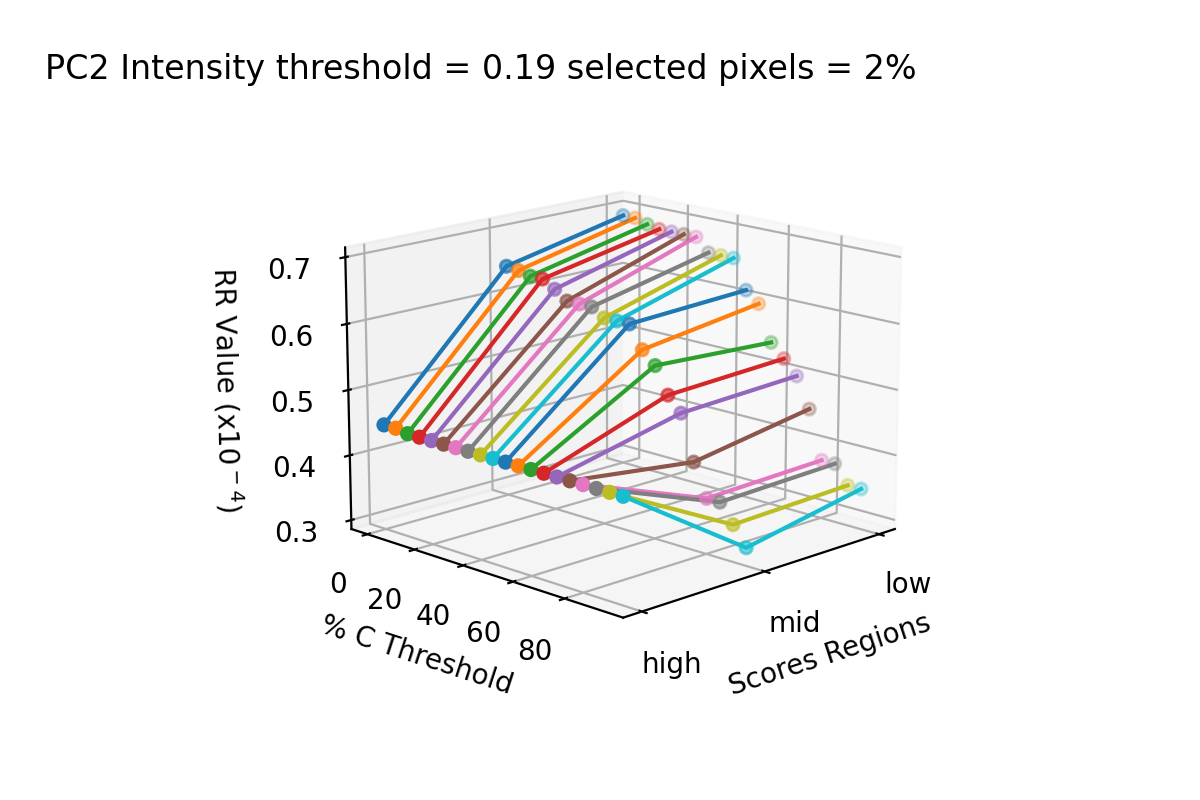 PC2 Intensity threshold = 0.19 selected pixels = 2%
RR Value (x10⁻⁴)
0.7
0.6
0.5
0.4
0.3
0
20
40
60
80
% C Threshold
high
mid
low
Scores Regions